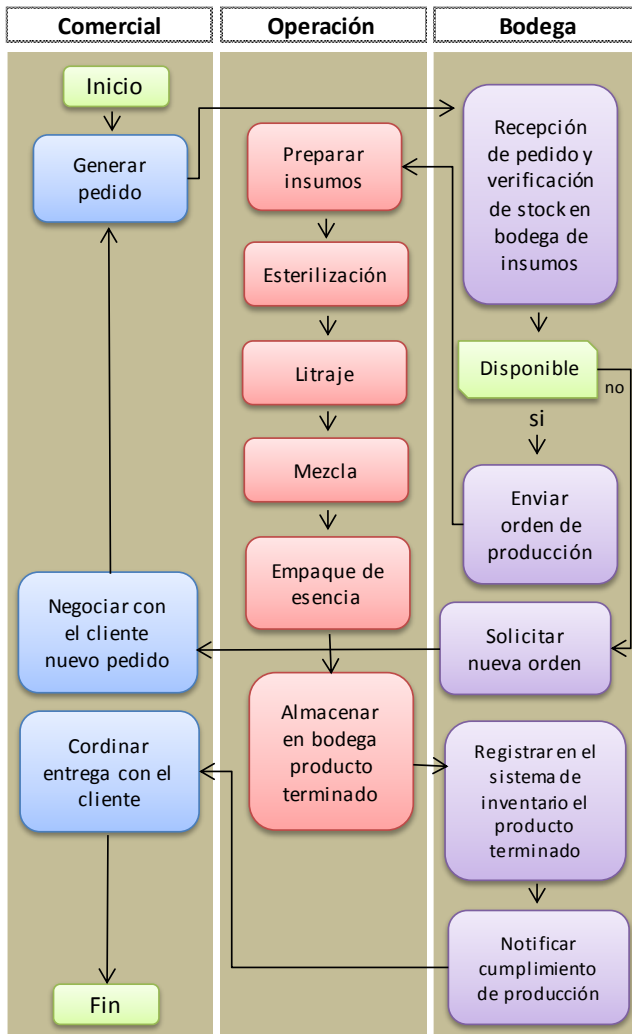 Comercial
Operación
Bodega
Inicio
Generar
pedido
Recepción
de pedido y
verificación
de stock en
bodega de
insumos
Preparar
insumos
Esterilización
Litraje
Disponible
no
si
Mezcla
Enviar
orden de
producción
Empaque de
esencia
Negociar con
el cliente
nuevo pedido
Solicitar
nueva orden
Almacenar
en bodega
producto
terminado
Cordinar
entrega con el
cliente
Registrar en el
sistema de
inventario el
producto
terminado
Notificar
cumplimiento
de producción
Fin